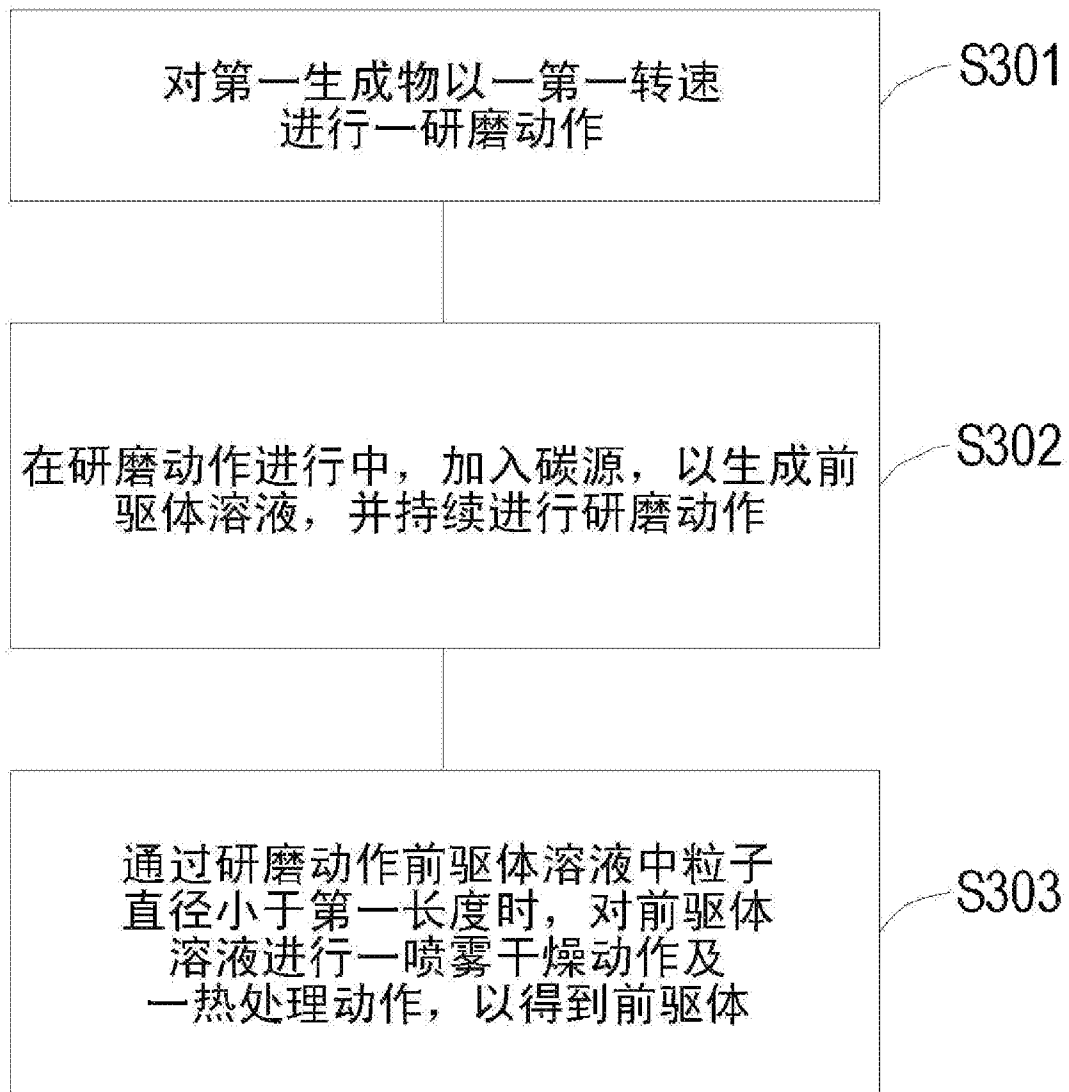 对第一生成物以一第一转速
进行一研磨动作
S301
在研磨动作进行中，加入碳源，以生成前
驱体溶液，并持续进行研磨动作
S302
通过研磨动作前驱体溶液中粒子
直径小于第一长度时，对前驱体
溶液进行一喷雾干燥动作及
一热处理动作，以得到前驱体
S303